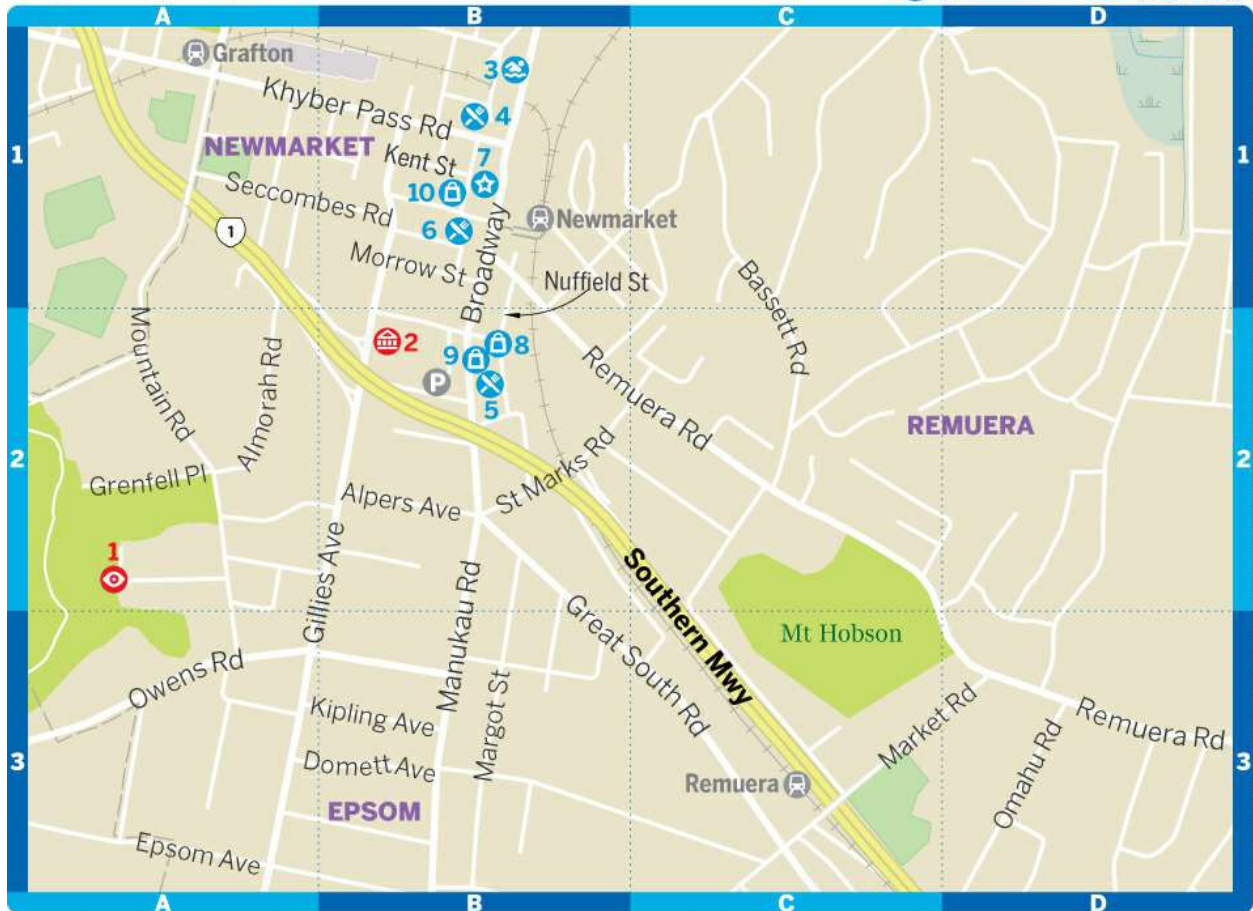 A B C D
Grafton
3
Khyber Pass Rd
4
NEWMARKET
1
1
Kent St
7
Seccombes Rd
10
1
6
Newmarket
Morrow St
Broadway
Nuffield St
Bassett Rd
Mountain Rd
Almorah Rd
2
9
8
P
5
Remuera Rd
REMUERA
2
2
Grenfell Pl
Alpers Ave
St Marks Rd
1
Gillies Ave
Manukau Rd
Great South Rd
Southern Mwy
Mt Hobson
Owens Rd
Kipling Ave
Margot St
Market Rd
Remuera Rd
3
3
Domett Ave
Remuera
Omahu Rd
EPSOM
Epsom Ave
A B C D